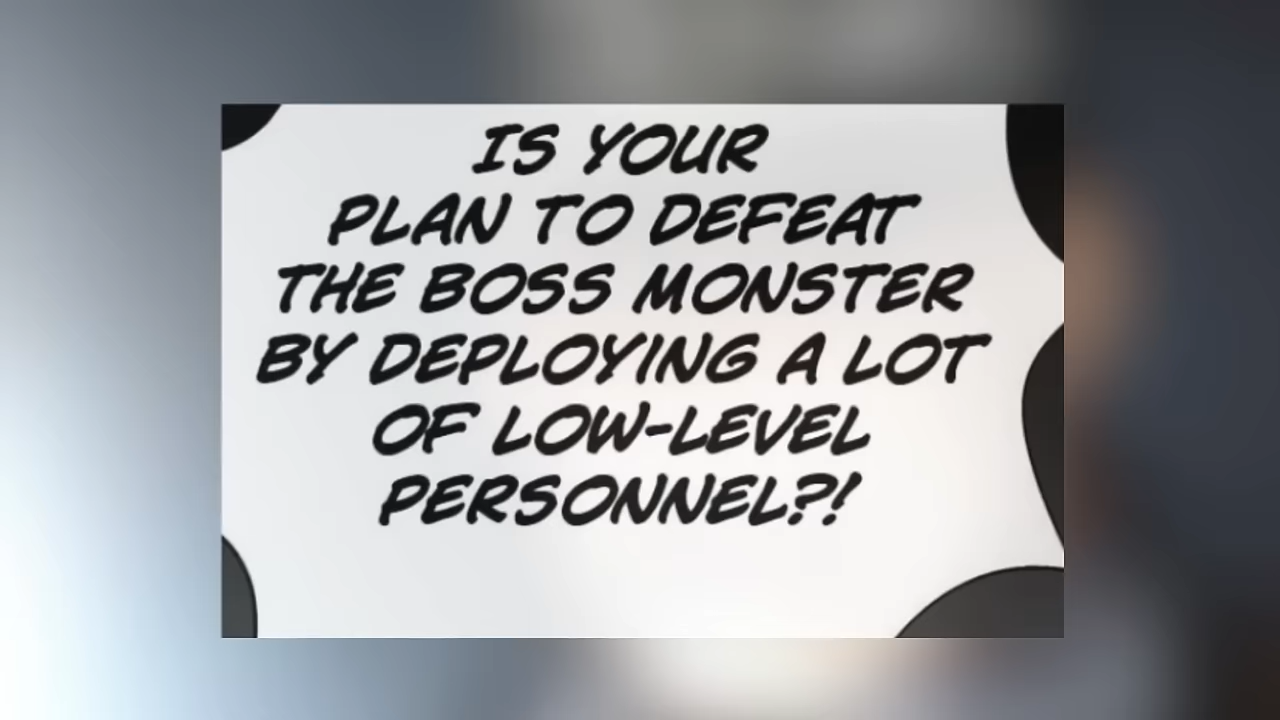 IS YOUR
PLAN TO DEFEAT
THE BOSS MONSTER
BY DEPLOYING A LOT
OF LOW-LEVEL
PERSONNEL?!